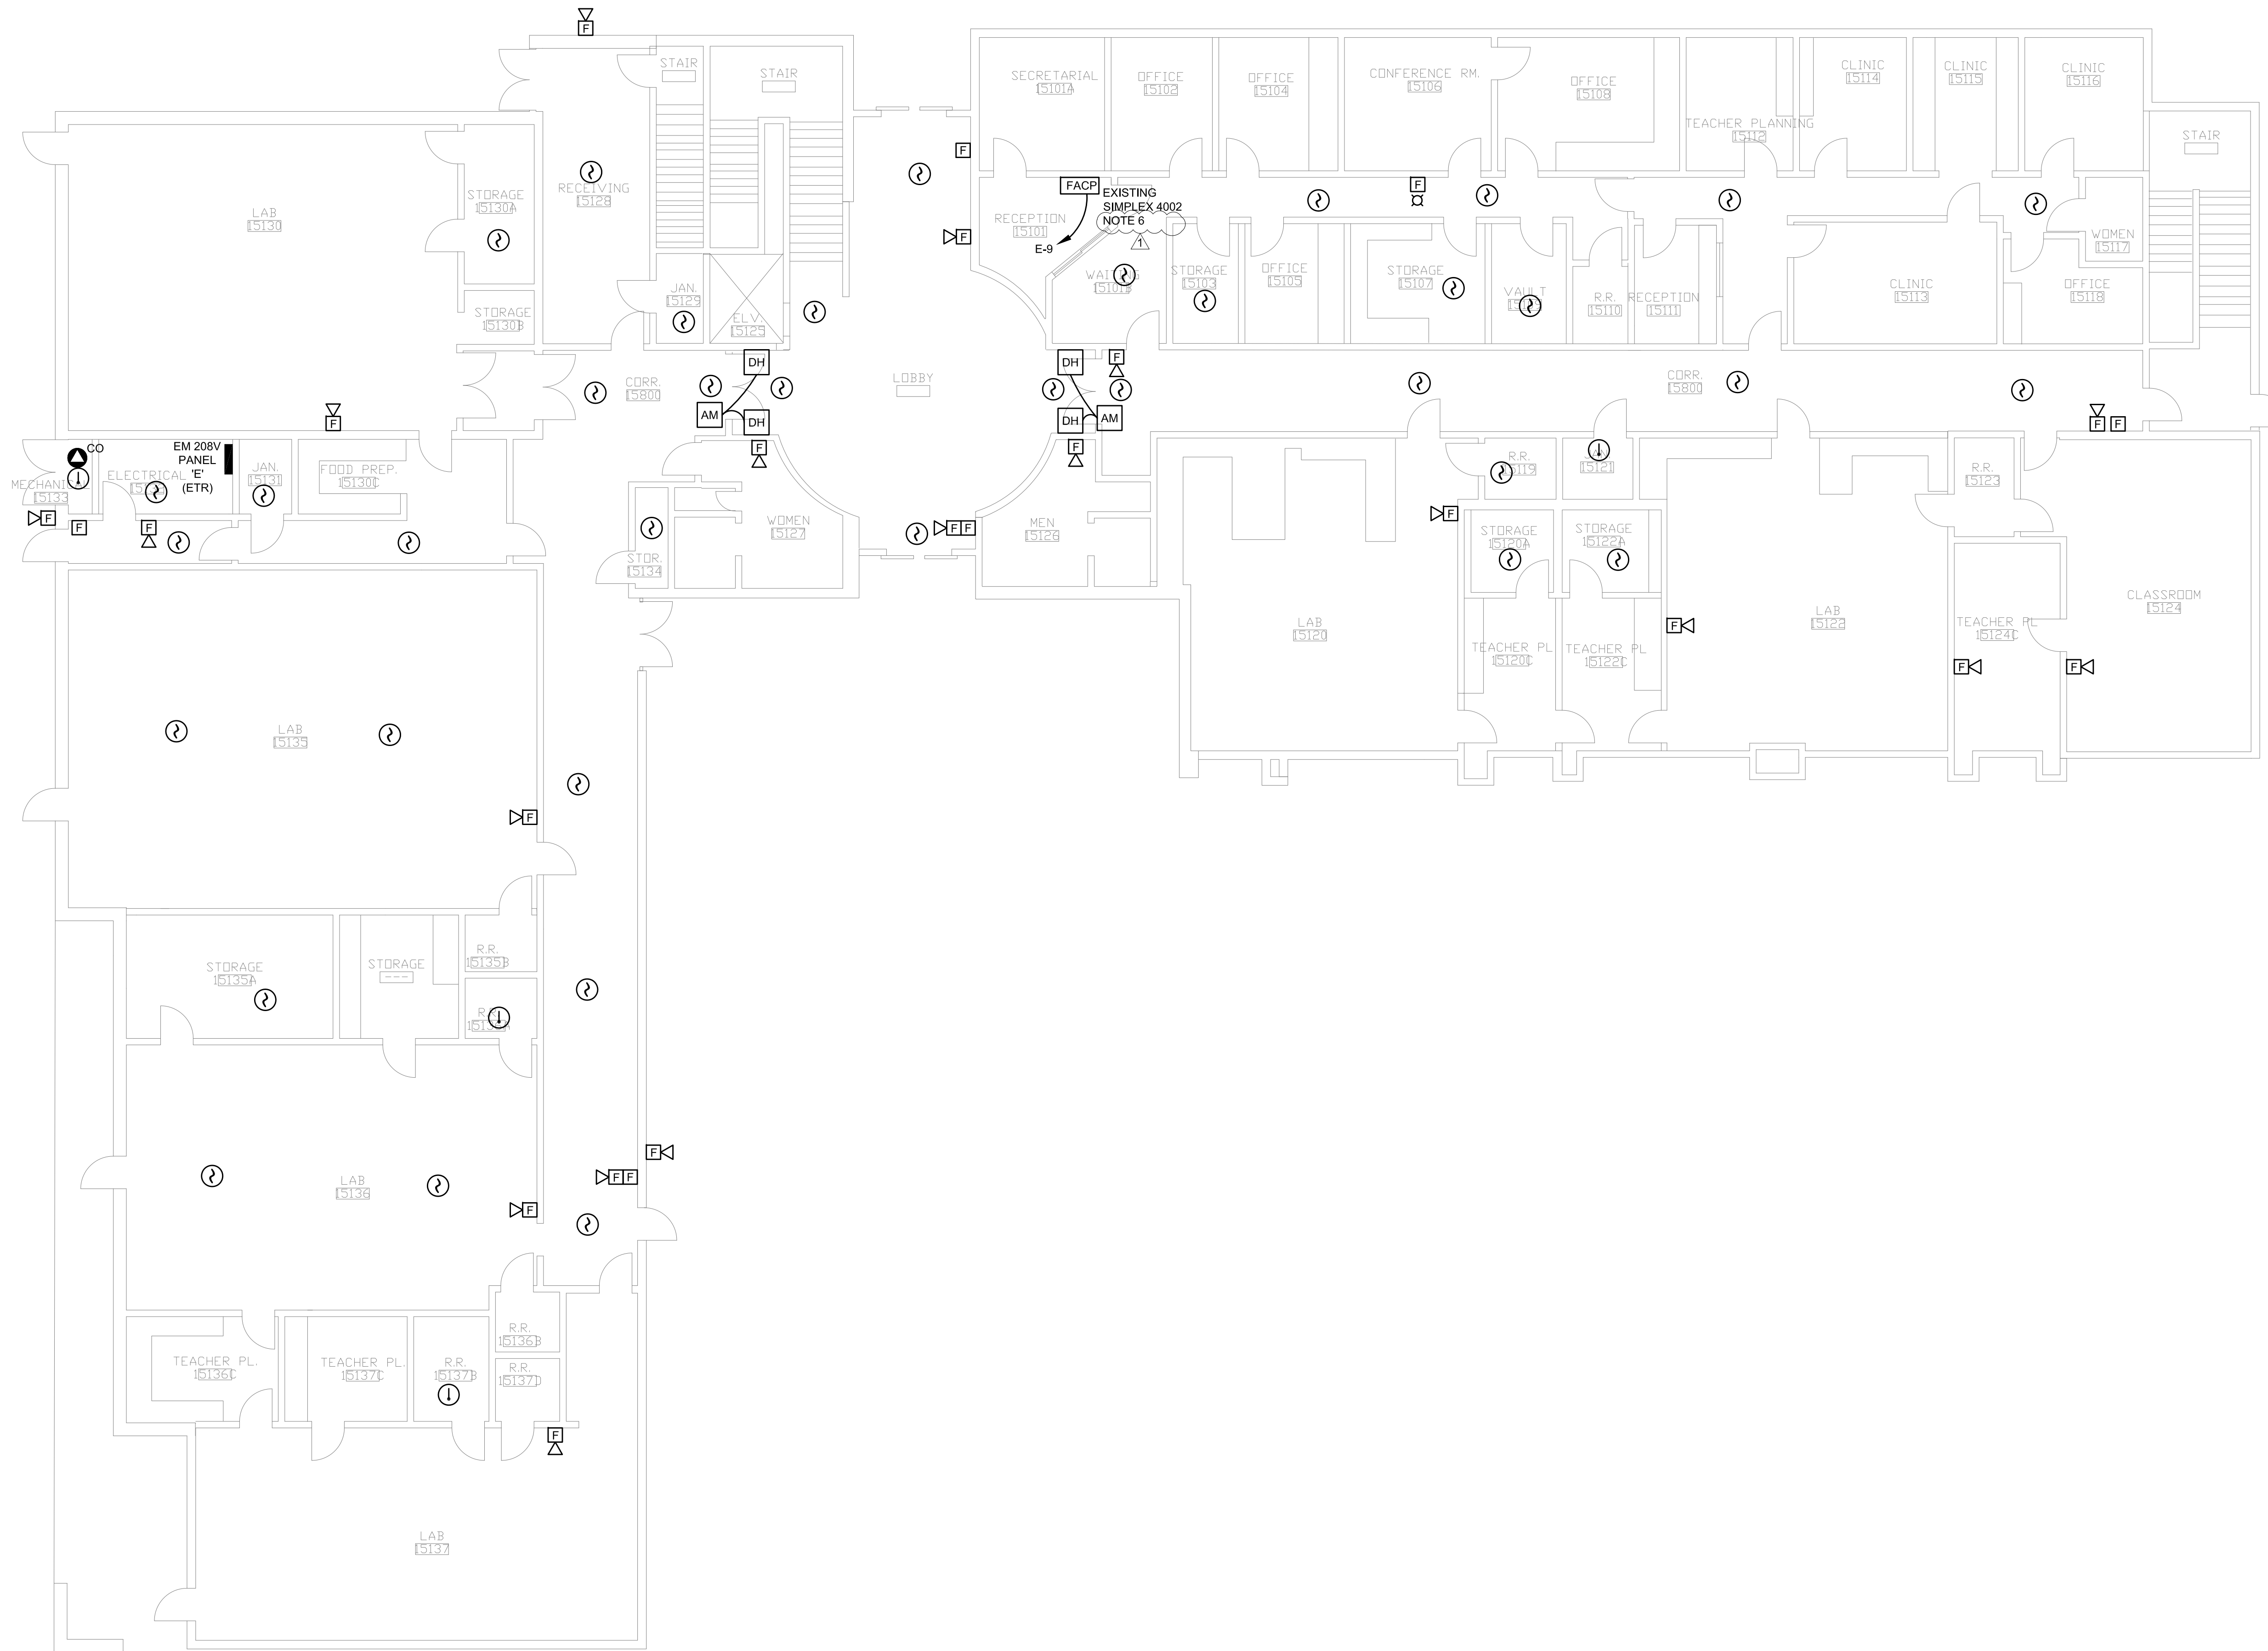 F
STAIR
STAIR
SECRETARIAL
15101A
OFFICE
15102
OFFICE
15104
CONFERENCE RM.
15106
OFFICE
15108
TEACHER PLANNING
15112
CLINIC
15114
CLINIC
15115
CLINIC
15116
STAIR
F
LAB
15130
STORAGE
15130A
RECEIVING
15128
RECEPTION
15101
FACP
EXISTING
SIMPLEX 4002
NOTE 6
1
E-9
F
F
WOMEN
15117
STORAGE
15130B
JAN.
15129
ELV.
15125
15101B
STORAGE
15103
OFFICE
15105
STORAGE
15107
VAULT
R.R.
15110
RECEPTION
15111
CLINIC
15113
OFFICE
15118
DH
DH
F
CORR.
15800
LOBBY
CORR.
15800
AM
DH
DH
AM
F
F
F
F
F
CO
EM 208V
PANEL
'E'
(ETR)
MECHANICAL
15133
ELECTRICAL
JAN.
15131
FOOD PREP.
15130C
R.R.
15119
15121
R.R.
15123
F
F
F
WOMEN
15127
MEN
15126
F
F
F
STORAGE
15120A
STORAGE
15122A
STOR.
15134
LAB
15120
TEACHER PL
15120C
TEACHER PL
15122C
F
LAB
15122
TEACHER PL
15124C
CLASSROOM
15124
F
F
LAB
15135
F
STORAGE
15135A
STORAGE
---
R.R.
15135B
R.R.
LAB
15136
F
F
F
F
TEACHER PL.
15136C
TEACHER PL.
15137C
R.R.
15137B
R.R.
15136B
R.R.
15137D
F
LAB
15137